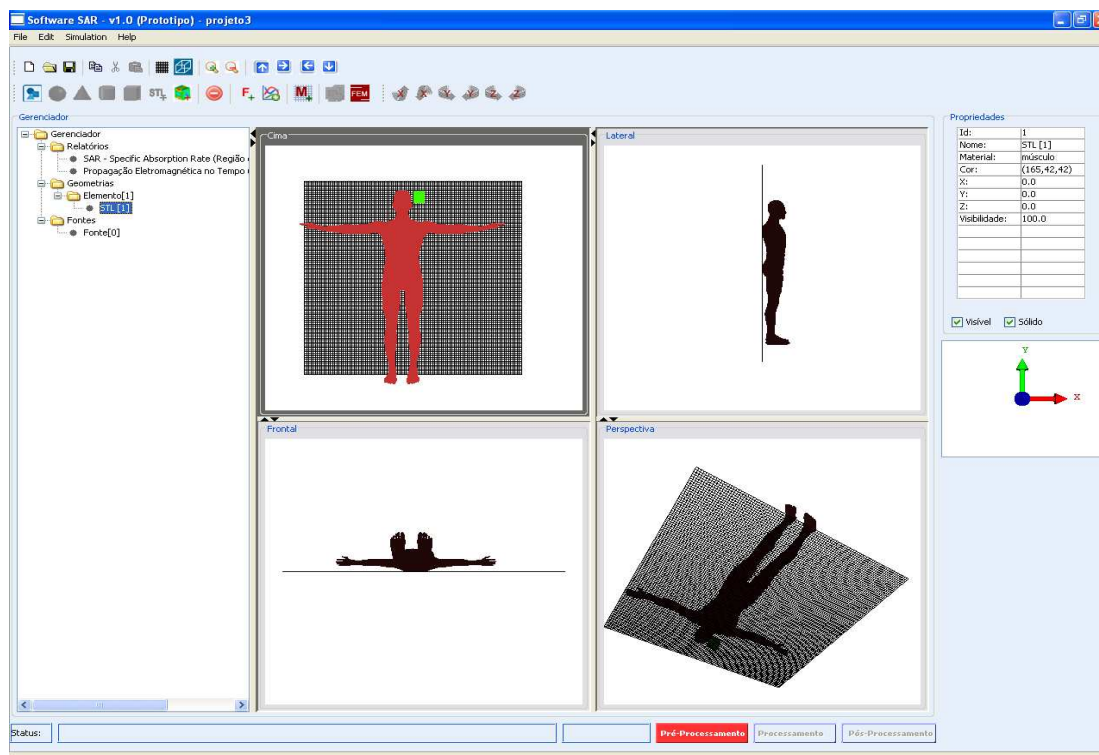 Software SAR - v1.0 (Prototipo) - projeto3
File Edit Simulation Help
STL
F+
M
FEM
X
X
Y
Y
Z
Z
Gerenciador
Gerenciador
Relatórios
SAR - Specific Absorption Rate (Região
Propagação Eletromagnética no Tempo
Geometrias
Elemento[1]
STL [1]
Fontes
Fonte[0]
Cima
Lateral
Frontal
Perspectiva
Propriedades
Id: 1
Nome: STL [1]
Material: músculo
Cor: (165,42,42)
X: 0.0
Y: 0.0
Z: 0.0
Visibilidade: 100.0
Visível Sólido
Y
X
Status:
Pré-Processamento Processamento Pós-Processamento